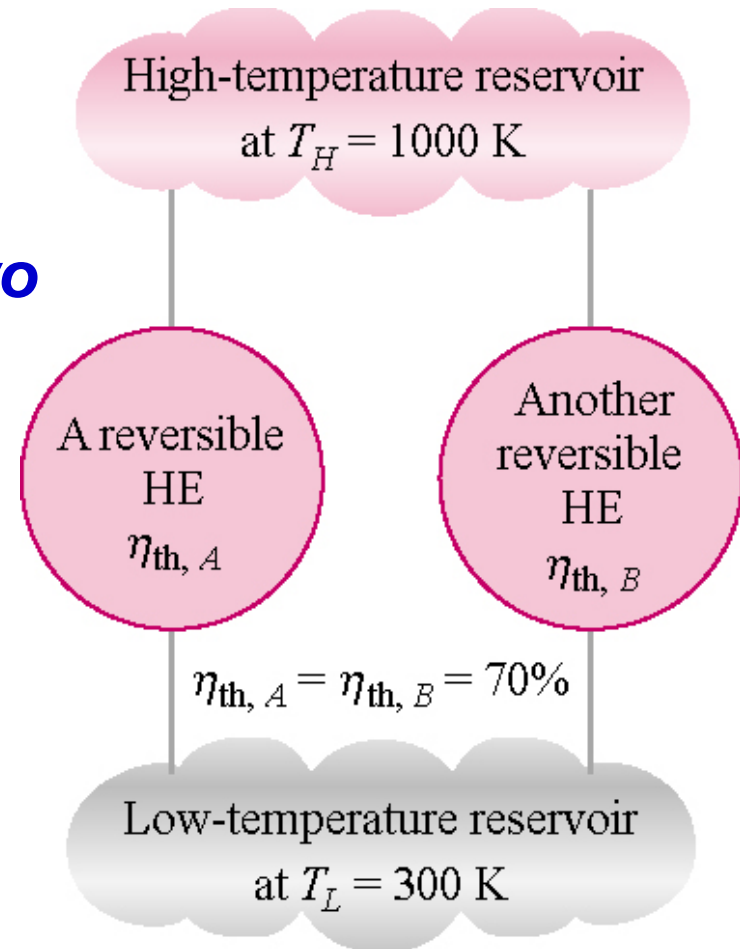 High-temperature reservoir
at T_H = 1000 K
A reversible
HE
η_th, A
Another
reversible
HE
η_th, B
η_th, A = η_th, B = 70%
Low-temperature reservoir
at T_L = 300 K